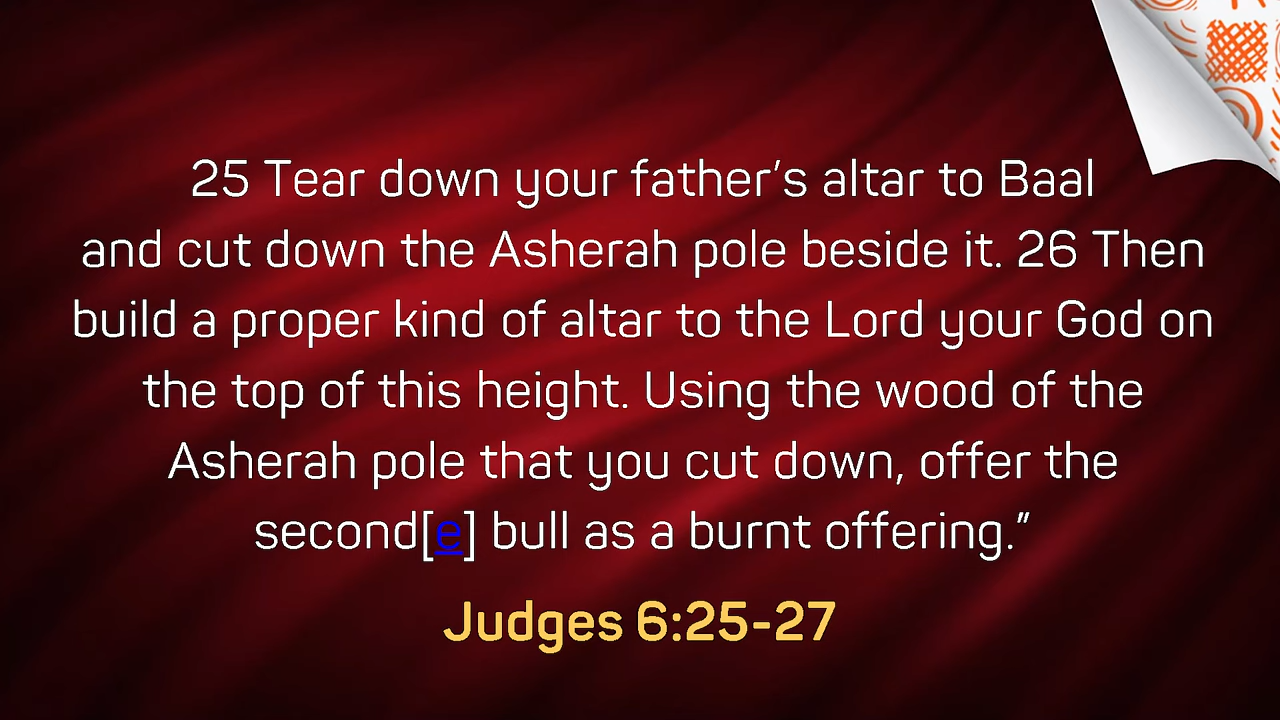 25 Tear down your father’s altar to Baal
and cut down the Asherah pole beside it. 26 Then
build a proper kind of altar to the Lord your God on
the top of this height. Using the wood of the
Asherah pole that you cut down, offer the
second[e] bull as a burnt offering.”
Judges 6:25-27